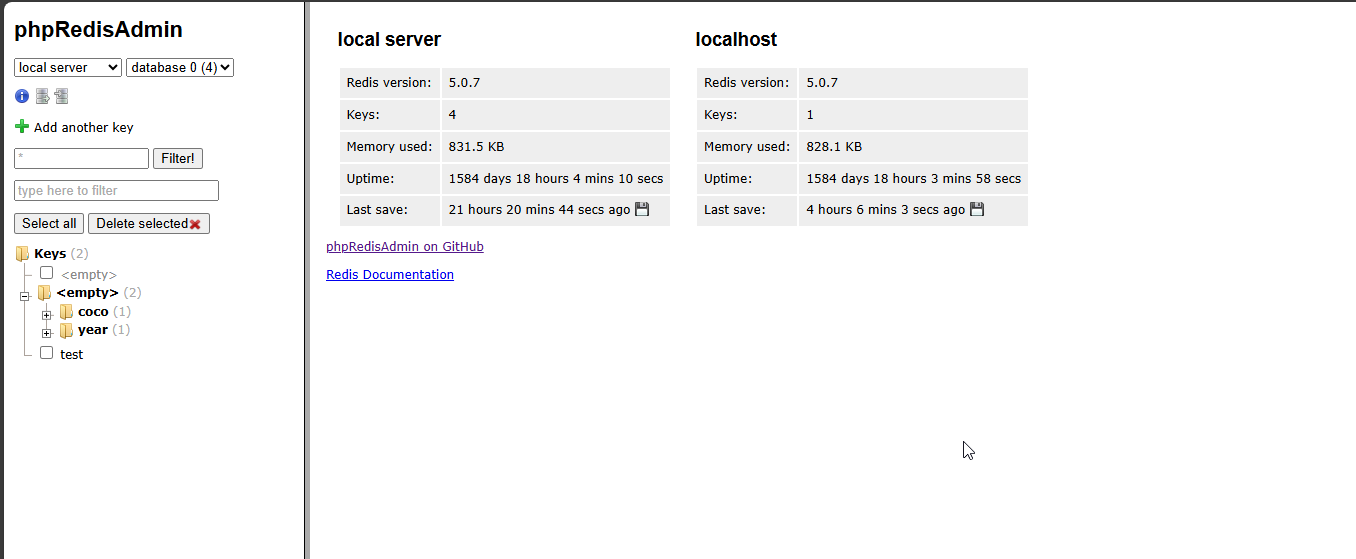 phpRedisAdmin
local server database 0 (4)
Add another key
* Filter!
type here to filter
Select all Delete selected
Keys (2)
<empty>
<empty> (2)
coco (1)
year (1)
test
local server
Redis version: 5.0.7
Keys: 4
Memory used: 831.5 KB
Uptime: 1584 days 18 hours 4 mins 10 secs
Last save: 21 hours 20 mins 44 secs ago
localhost
Redis version: 5.0.7
Keys: 1
Memory used: 828.1 KB
Uptime: 1584 days 18 hours 3 mins 58 secs
Last save: 4 hours 6 mins 3 secs ago
phpRedisAdmin on GitHub
Redis Documentation